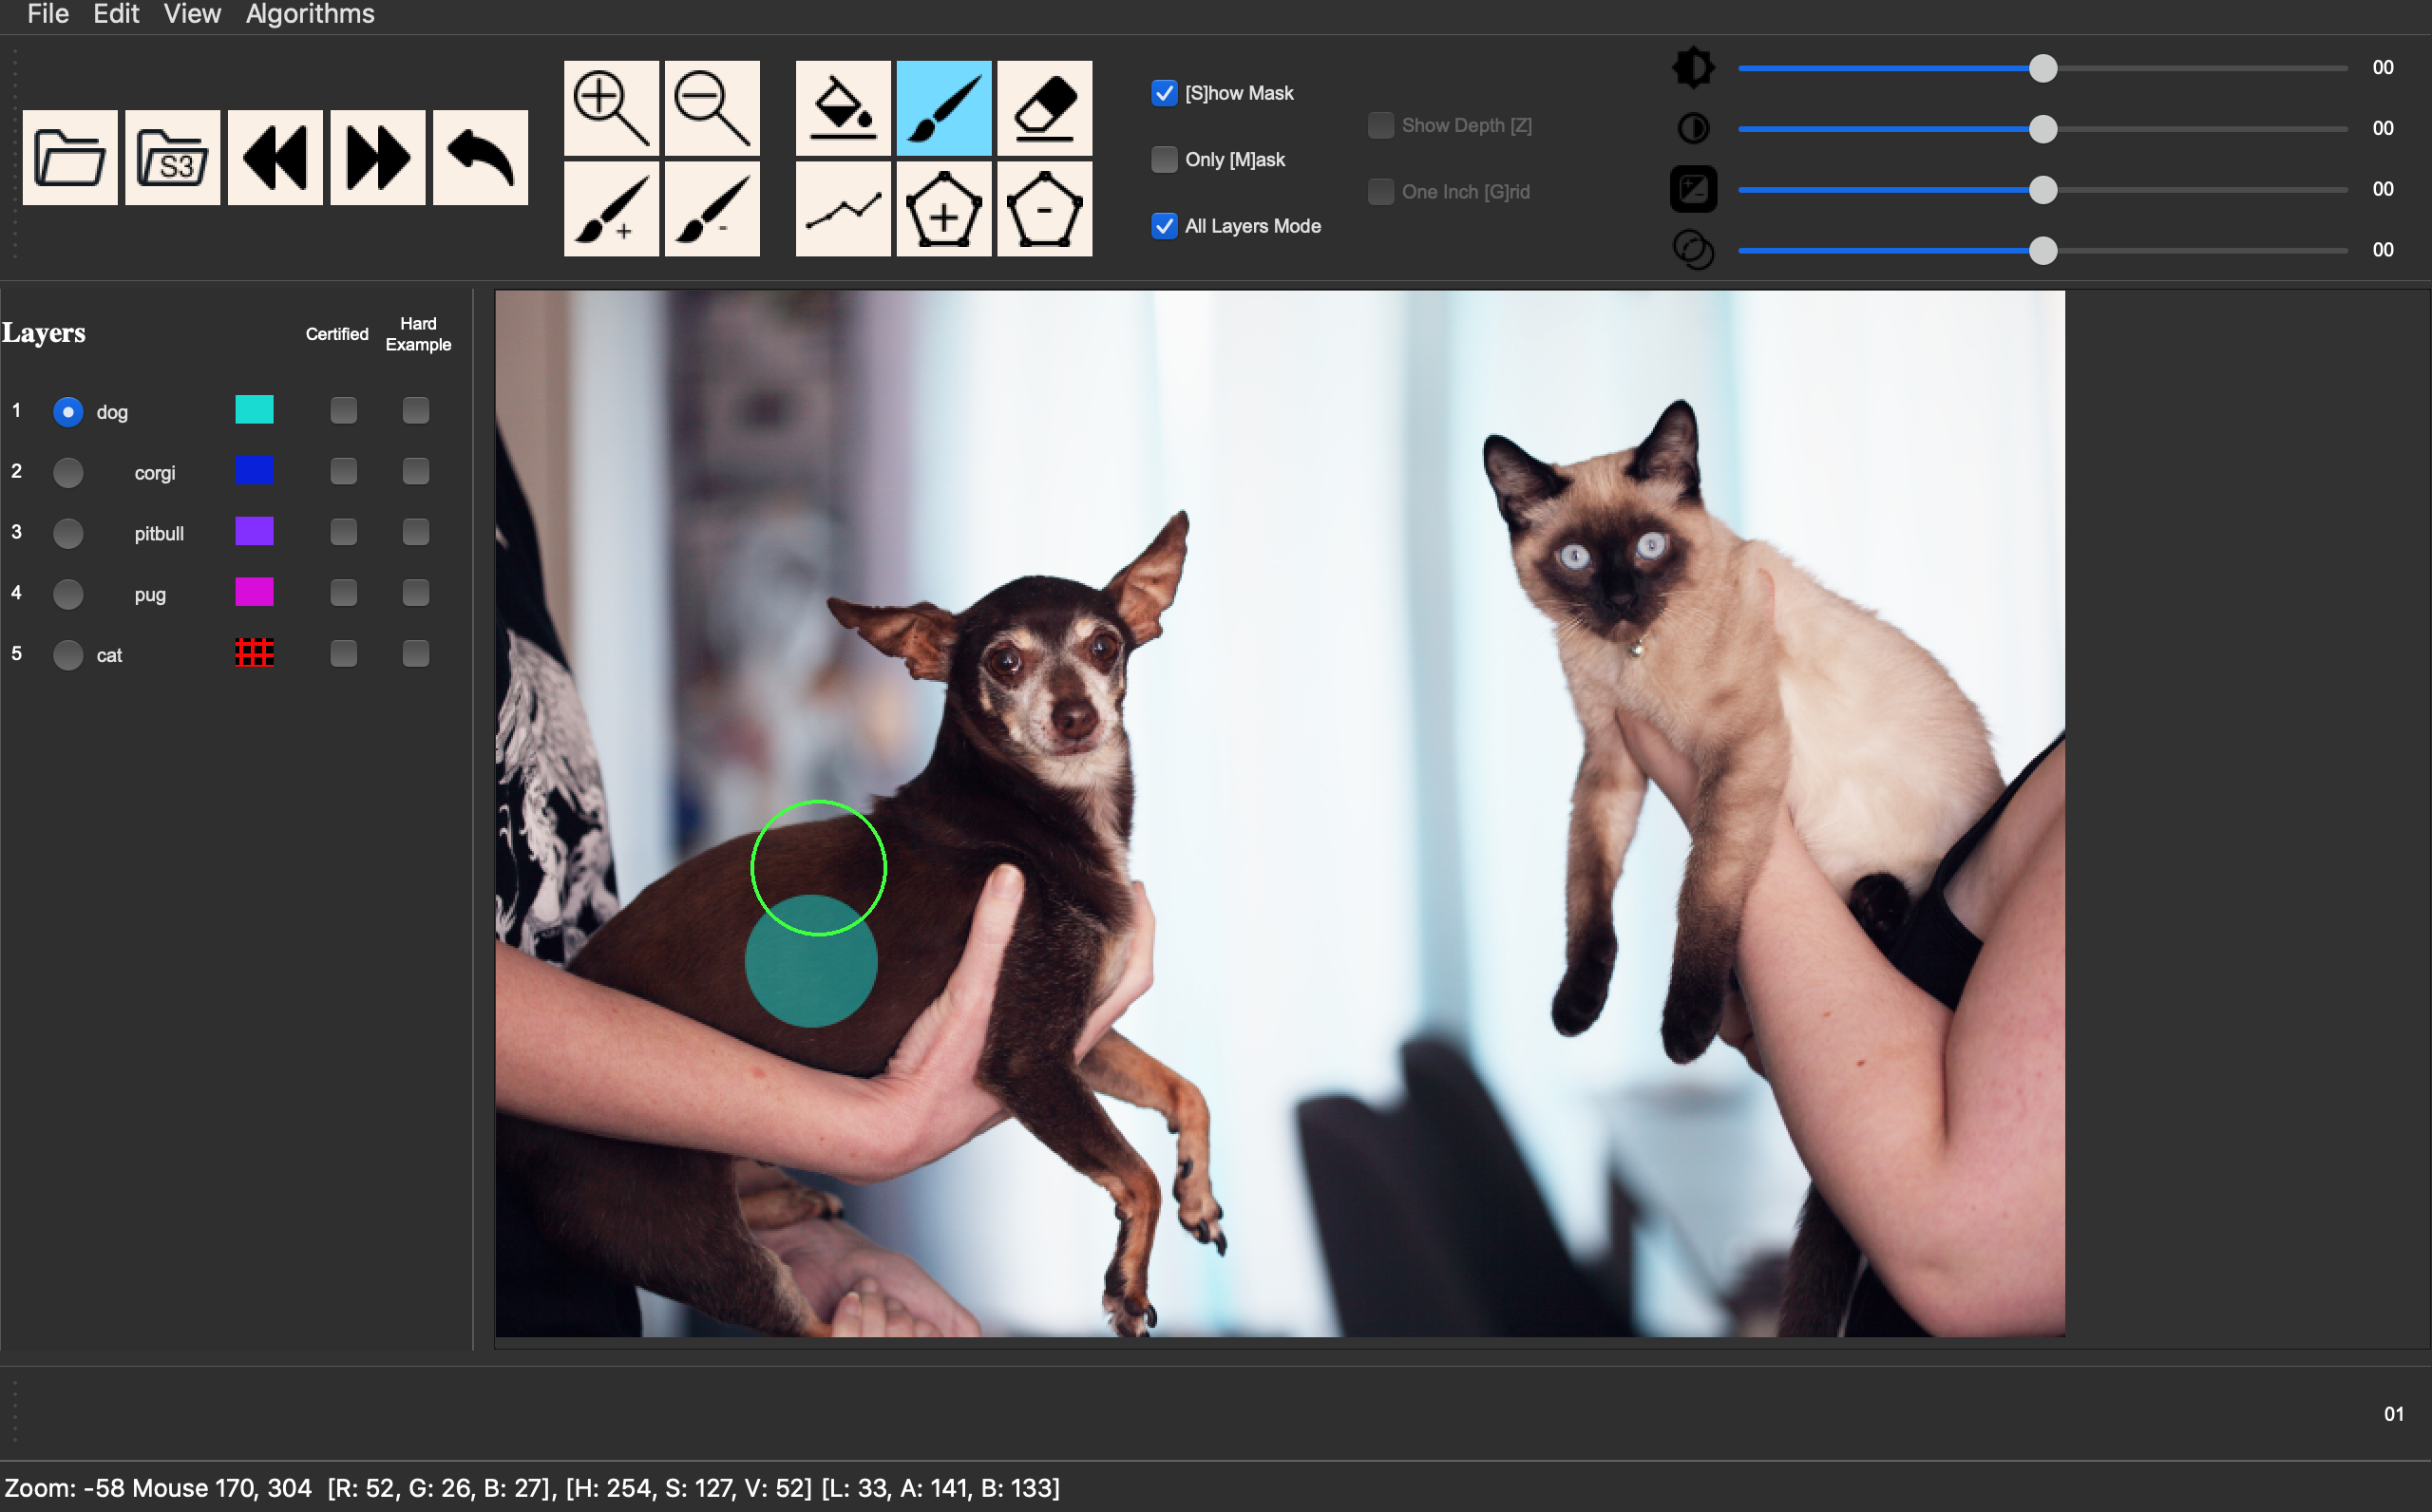 File Edit View Algorithms
S3
[S]how Mask
Only [M]ask
All Layers Mode
Show Depth [Z]
One Inch [G]rid
00
00
00
00
Layers Certified Hard Example
1 dog
2 corgi
3 pitbull
4 pug
5 cat
01
Zoom: -58 Mouse 170, 304 [R: 52, G: 26, B: 27], [H: 254, S: 127, V: 52] [L: 33, A: 141, B: 133]